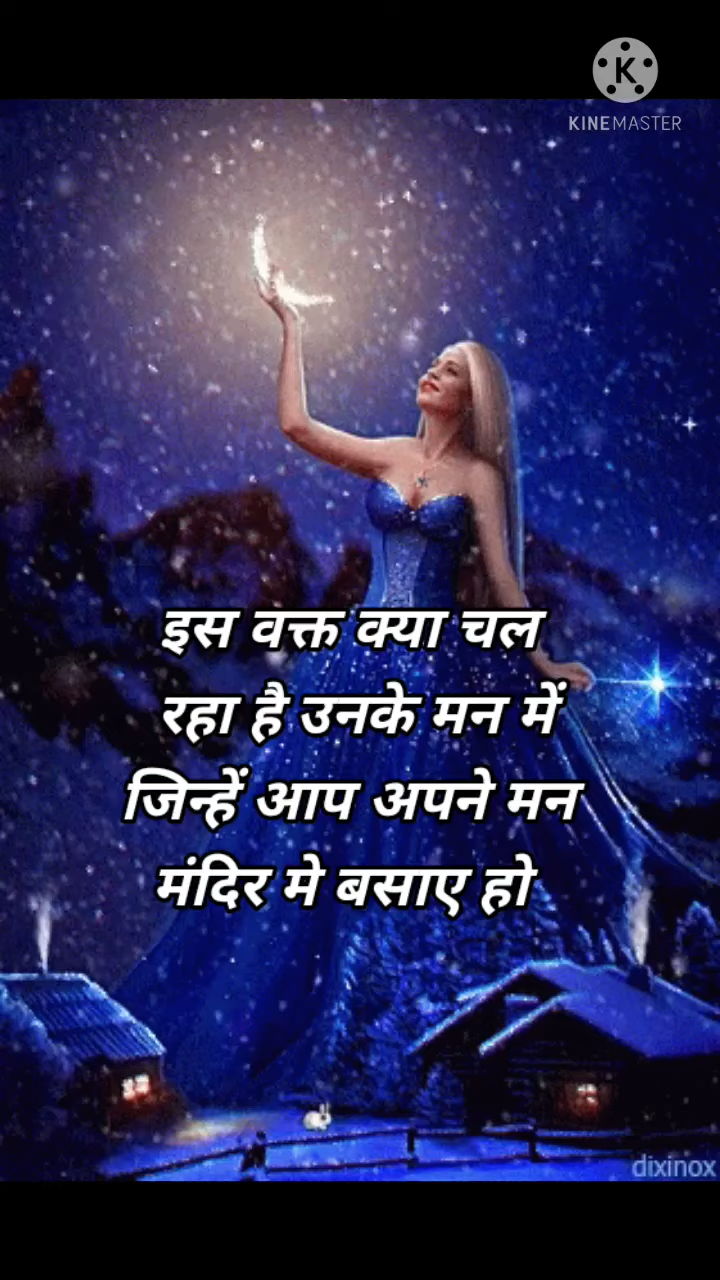 KINEMASTER
इस वक्त क्या चल
रहा है उनके मन में
जिन्हें आप अपने मन
मंदिर मे बसाए हो
dixinox